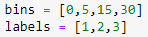 bins = [0,5,15,30]
labels = [1,2,3]